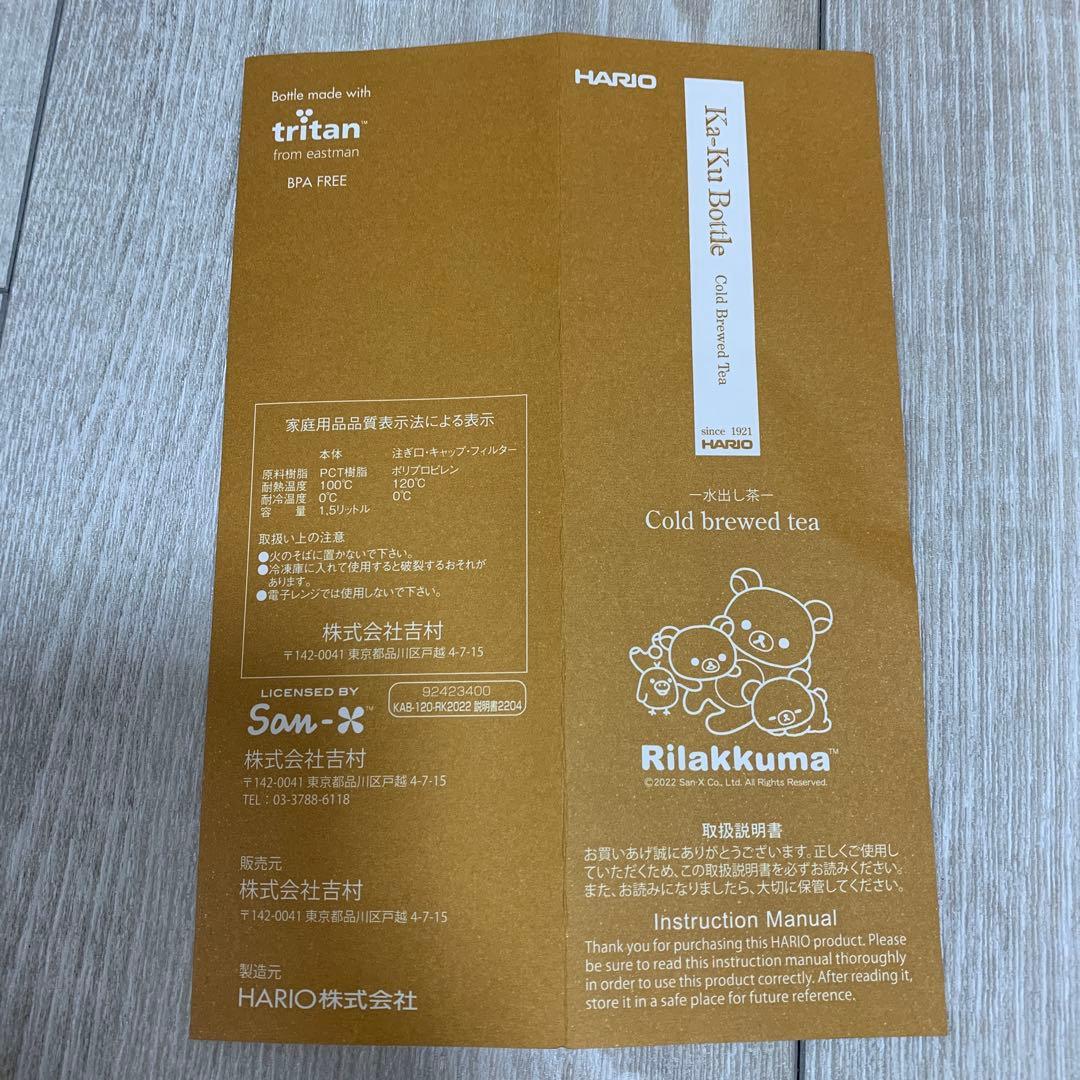 Bottle made with
tritan™
from eastman
BPA FREE
家庭用品品質表示法による表示
本体 注ぎ口・キャップ・フィルター
原料樹脂 PCT樹脂 ポリプロピレン
耐熱温度 100℃ 120℃
耐冷温度 0℃ 0℃
容 量 1.5リットル
取扱い上の注意
●火のそばに置かないで下さい。
●冷凍庫に入れて使用すると破裂するおそれが
あります。
●電子レンジでは使用しないで下さい。
株式会社吉村
〒142-0041 東京都品川区戸越 4-7-15
LICENSED BY
San-X™
92423400
KAB-120-RK2022 説明書2204
株式会社吉村
〒142-0041 東京都品川区戸越 4-7-15
TEL：03-3788-6118
販売元
株式会社吉村
〒142-0041 東京都品川区戸越 4-7-15
製造元
HARIO株式会社
HARIO
Ka-Ku Bottle Cold Brewed Tea
since 1921
HARIO
ー水出し茶ー
Cold brewed tea
Rilakkuma™
©2022 San-X Co., Ltd. All Rights Reserved.
取扱説明書
お買いあげ誠にありがとうございます。正しくご使用し
ていただくため、この取扱説明書を必ずお読みください。
また、お読みになりましたら、大切に保管してください。
Instruction Manual
Thank you for purchasing this HARIO product. Please
be sure to read this instruction manual thoroughly
in order to use this product correctly. After reading it,
store it in a safe place for future reference.